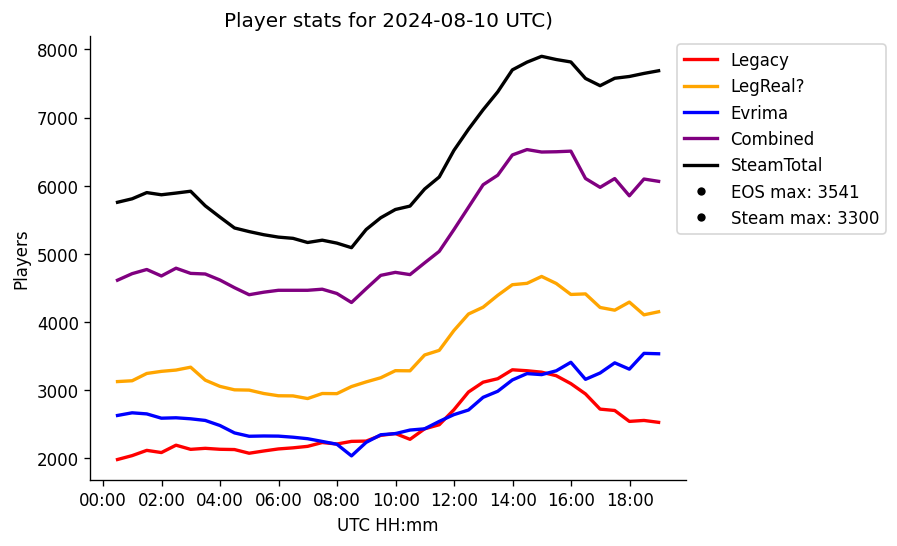 Player stats for 2024-08-10 UTC)
8000
7000
6000
5000
4000
3000
2000
Players
00:00 02:00 04:00 06:00 08:00 10:00 12:00 14:00 16:00 18:00
UTC HH:mm
Legacy
LegReal?
Evrima
Combined
SteamTotal
EOS max: 3541
Steam max: 3300